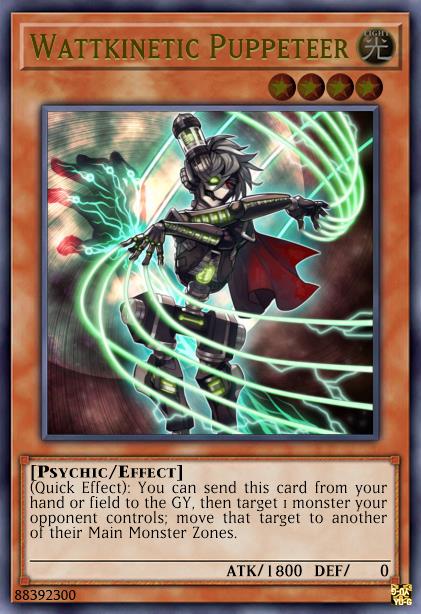 WATTKINETIC PUPPETEER
LIGHT
光
[PSYCHIC/EFFECT]
(Quick Effect): You can send this card from your
hand or field to the GY, then target 1 monster your
opponent controls; move that target to another
of their Main Monster Zones.
ATK/1800 DEF/ 0
88392300